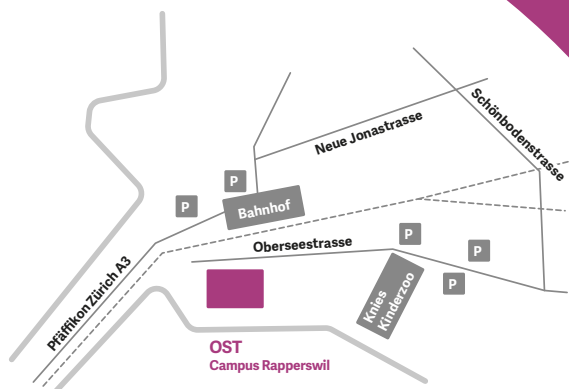 Neue Jonastrasse
Schönbodenstrasse
P
P
Bahnhof
P
Oberseestrasse
P
P
Pfäffikon Zürich A3
Knies
Kinderzoo
OST
Campus Rapperswil